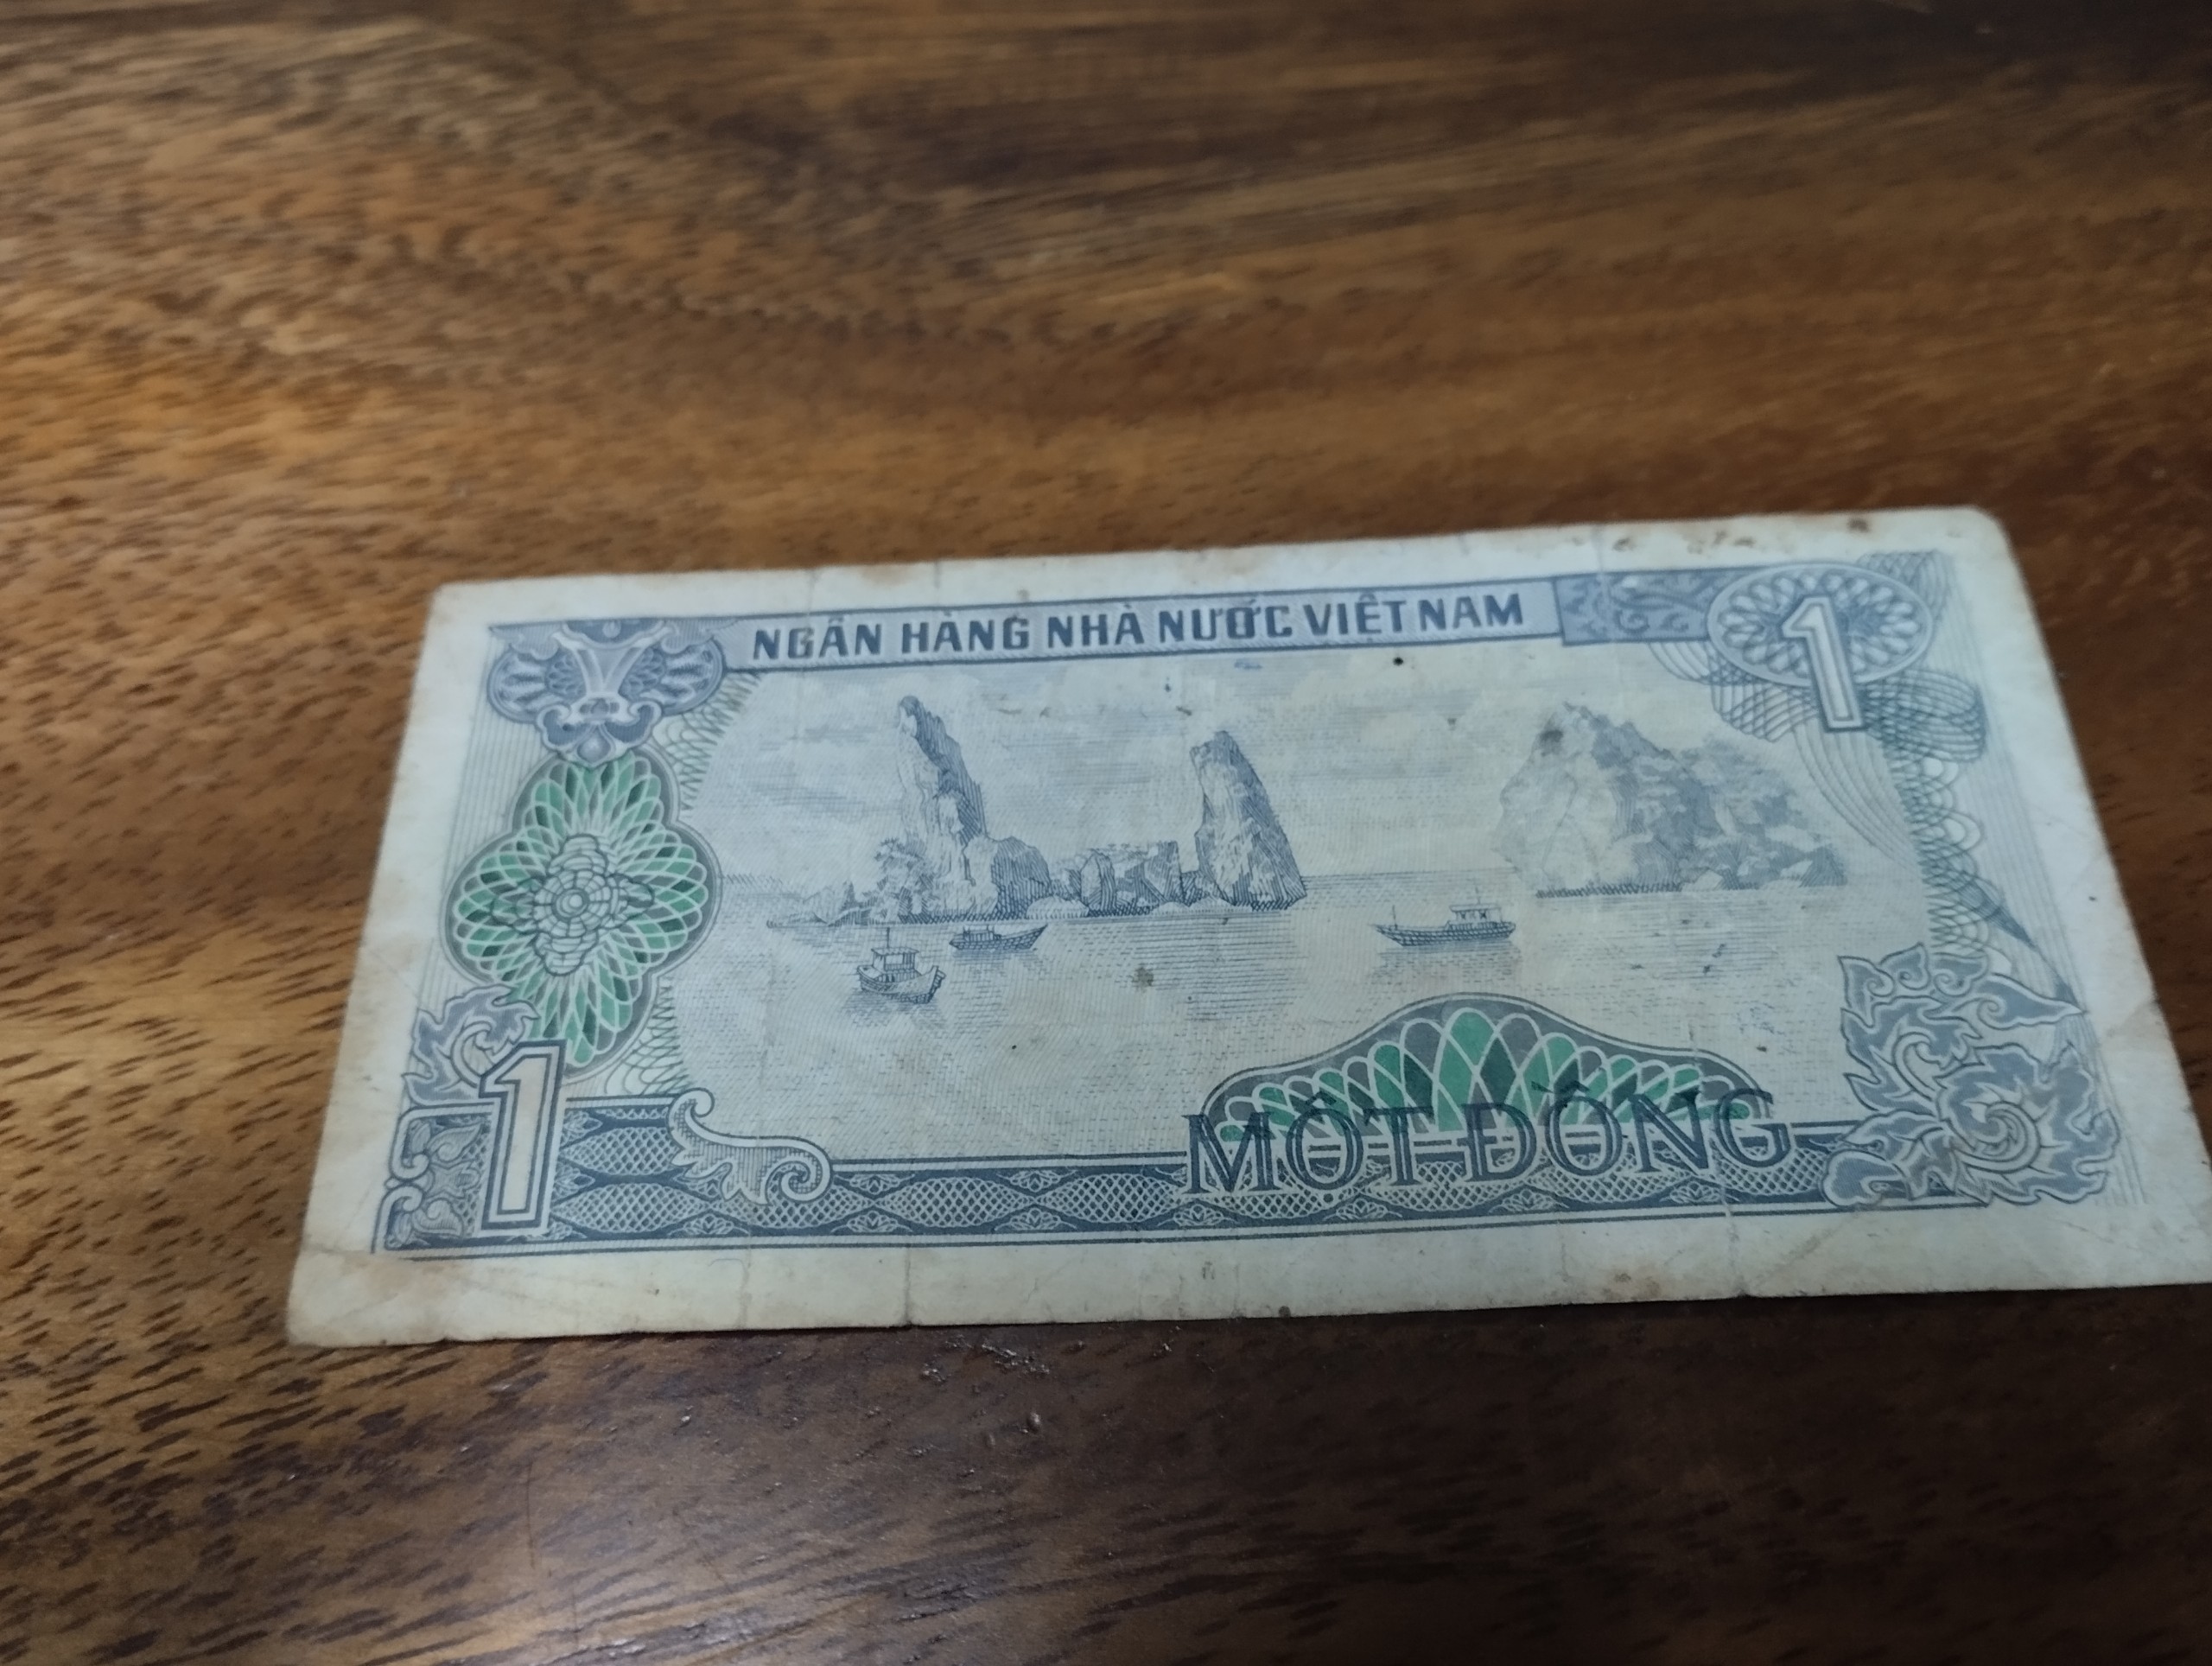 NGÂN HÀNG NHÀ NƯỚC VIỆT NAM
1
1
MỘT ĐỒNG